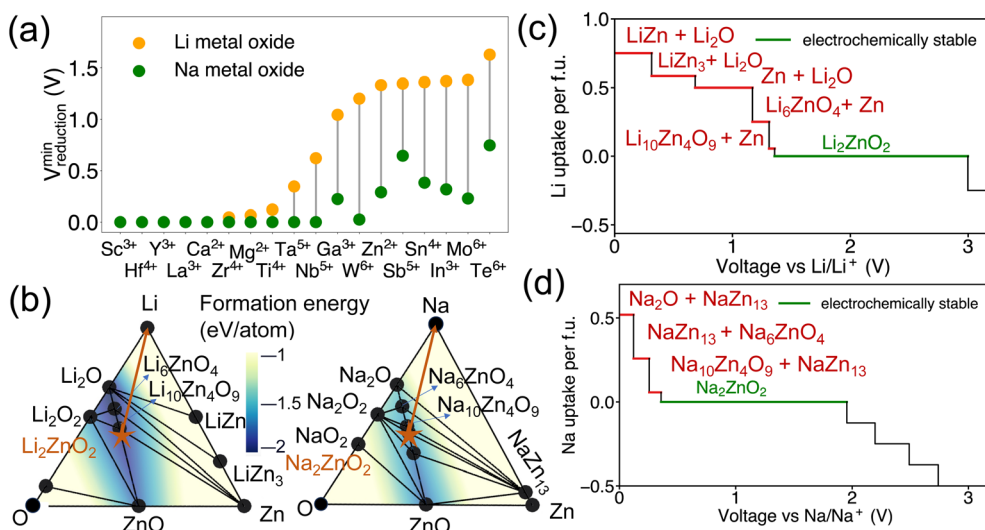 (a)
Li metal oxide
Na metal oxide
V^min_reduction (V)
1.5
1.0
0.5
0.0
Sc³⁺ Y³⁺ Ca²⁺ Mg²⁺ Ta⁵⁺ Ga³⁺ Zn²⁺ Sn⁴⁺ Mo⁶⁺
Hf⁴⁺ La³⁺ Zr⁴⁺ Ti⁴⁺ Nb⁵⁺ W⁶⁺ Sb⁵⁺ In³⁺ Te⁶⁺
(b)
Formation energy
(eV/atom)
−1
−1.5
−2
Li
Li₂O
Li₂O₂
Li₂ZnO₂
Li₆ZnO₄
Li₁₀Zn₄O₉
LiZn
LiZn₃
O
ZnO
Zn
Na
Na₂O
Na₂O₂
NaO₂
Na₂ZnO₂
Na₆ZnO₄
Na₁₀Zn₄O₉
NaZn₁₃
O
ZnO
Zn
(c)
Li uptake per f.u.
1.0
0.5
0.0
−0.5
LiZn + Li₂O
electrochemically stable
LiZn₃+ Li₂O
Zn + Li₂O
Li₆ZnO₄+ Zn
Li₁₀Zn₄O₉ + Zn
Li₂ZnO₂
0 1 2 3
Voltage vs Li/Li⁺ (V)
(d)
Na uptake per f.u.
0.5
0.0
−0.5
Na₂O + NaZn₁₃
electrochemically stable
NaZn₁₃ + Na₆ZnO₄
Na₁₀Zn₄O₉ + NaZn₁₃
Na₂ZnO₂
0 1 2 3
Voltage vs Na/Na⁺ (V)